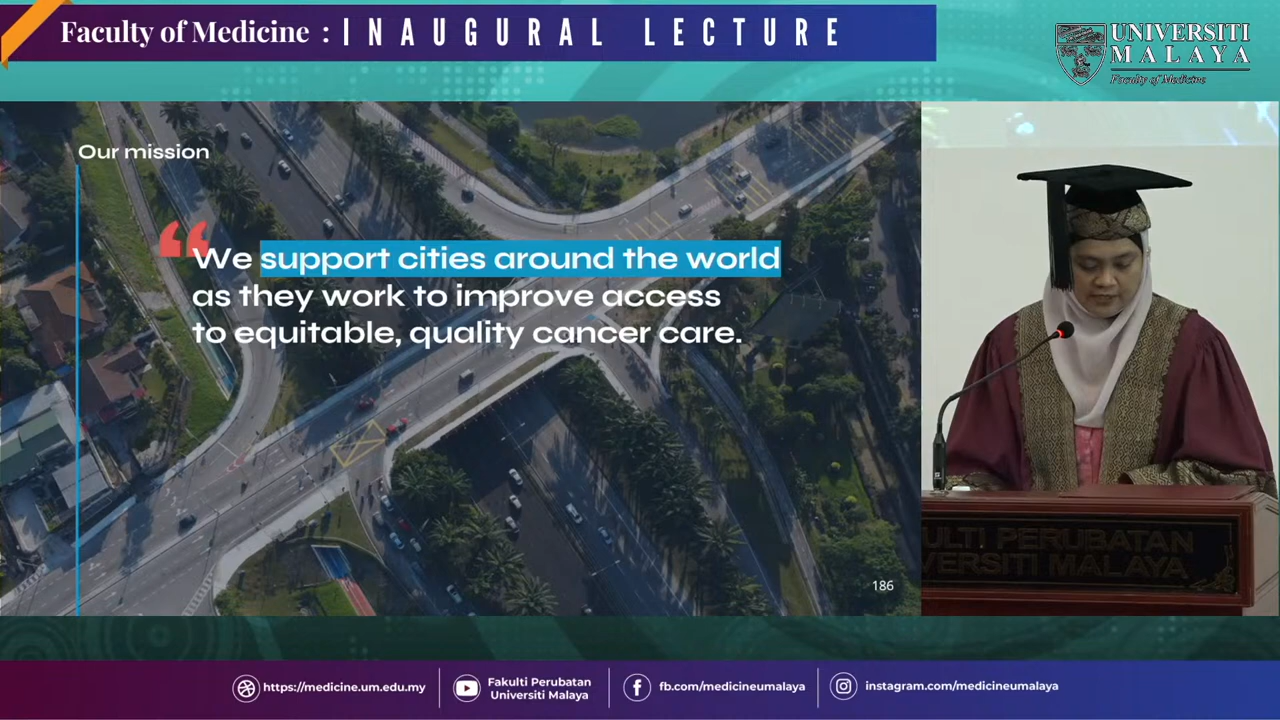 Faculty of Medicine : INAUGURAL LECTURE
UNIVERSITI
MALAYA
Faculty of Medicine
Our mission
“We support cities around the world
as they work to improve access
to equitable, quality cancer care.
186
ULTI PERUBATAN
VERSITI MALAYA
https://medicine.um.edu.my
Fakulti Perubatan
Universiti Malaya
fb.com/medicineumalaya
instagram.com/medicineumalaya